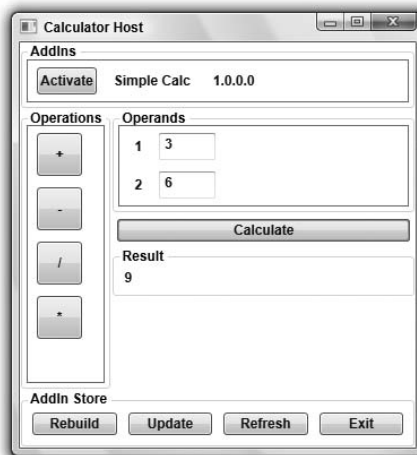 Calculator Host
AddIns
Activate Simple Calc 1.0.0.0
Operations
+
-
/
*
Operands
1 3
2 6
Calculate
Result
9
AddIn Store
Rebuild Update Refresh Exit